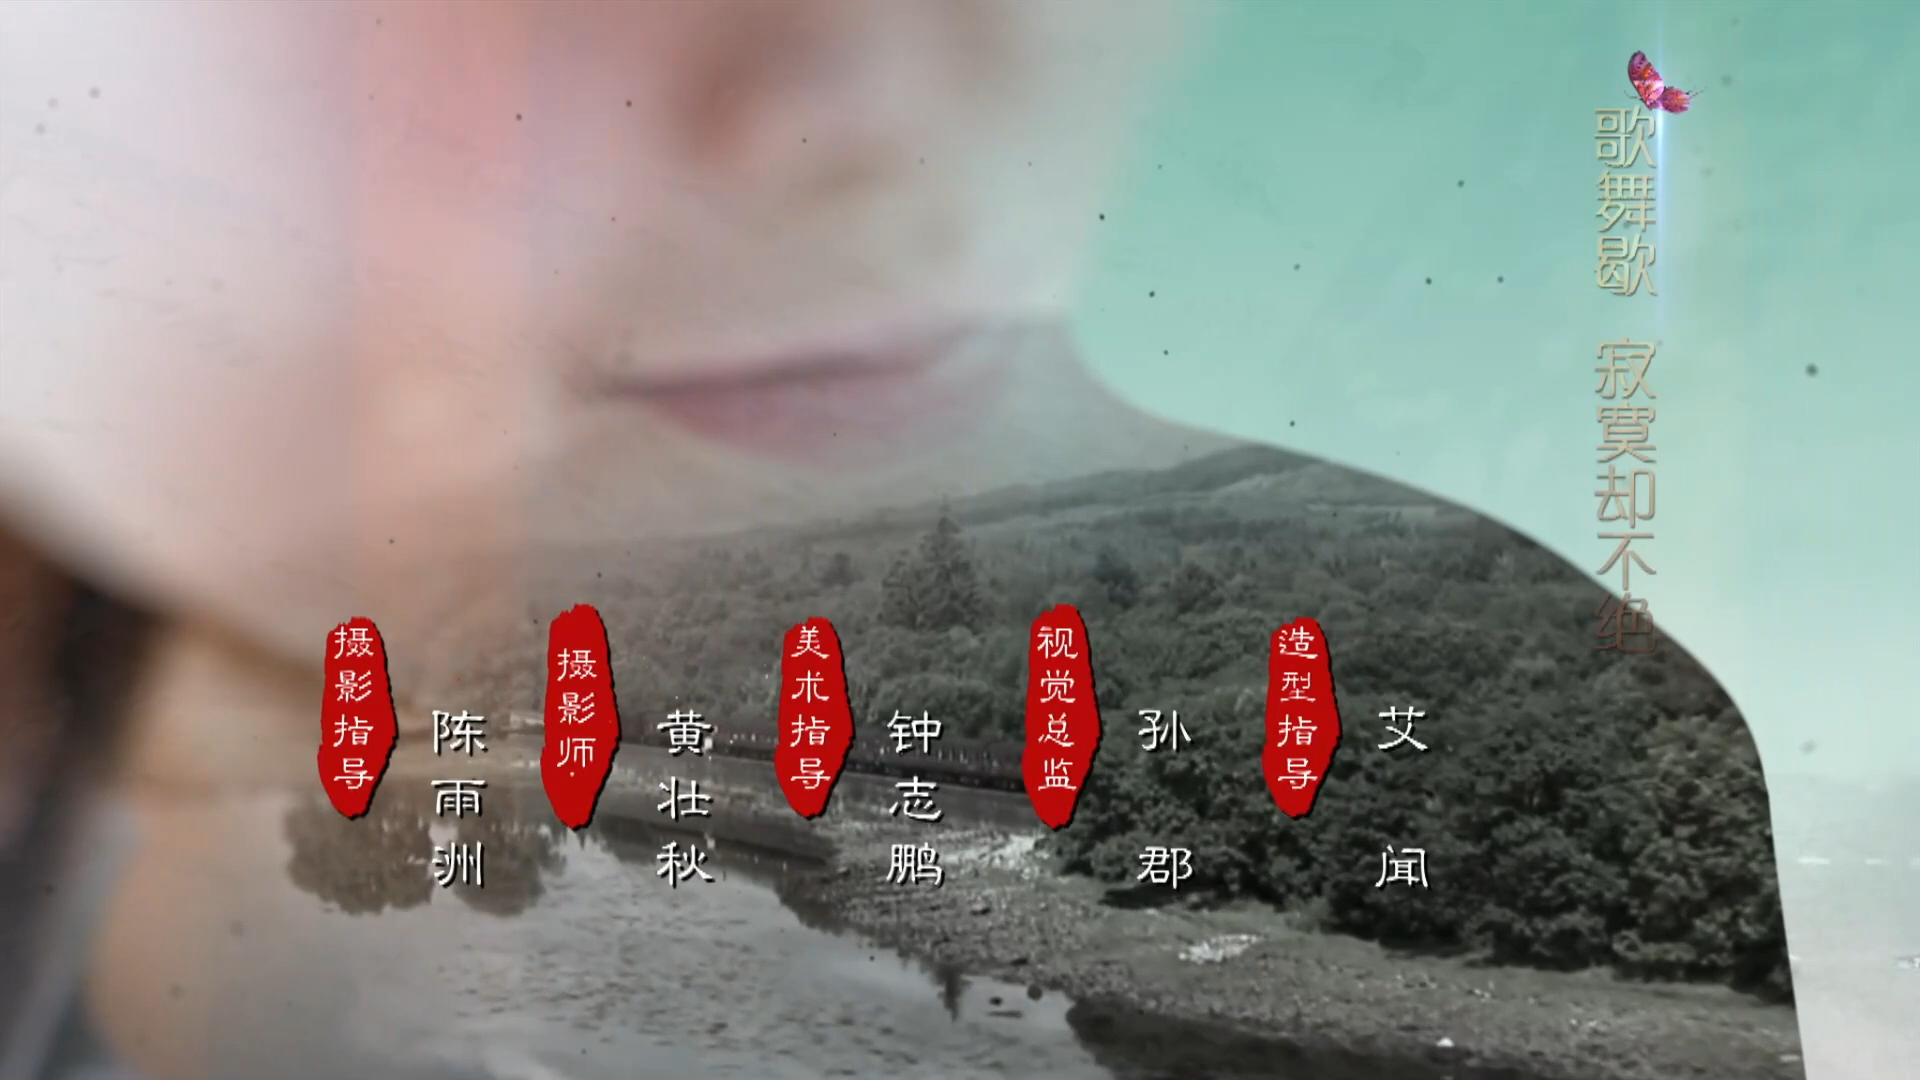 摄影指导
陈雨洲
摄影师
黄壮秋
美术指导
钟志鹏
视觉总监
孙郡
造型指导
艾闻
歌舞歇 寂寞却不绝